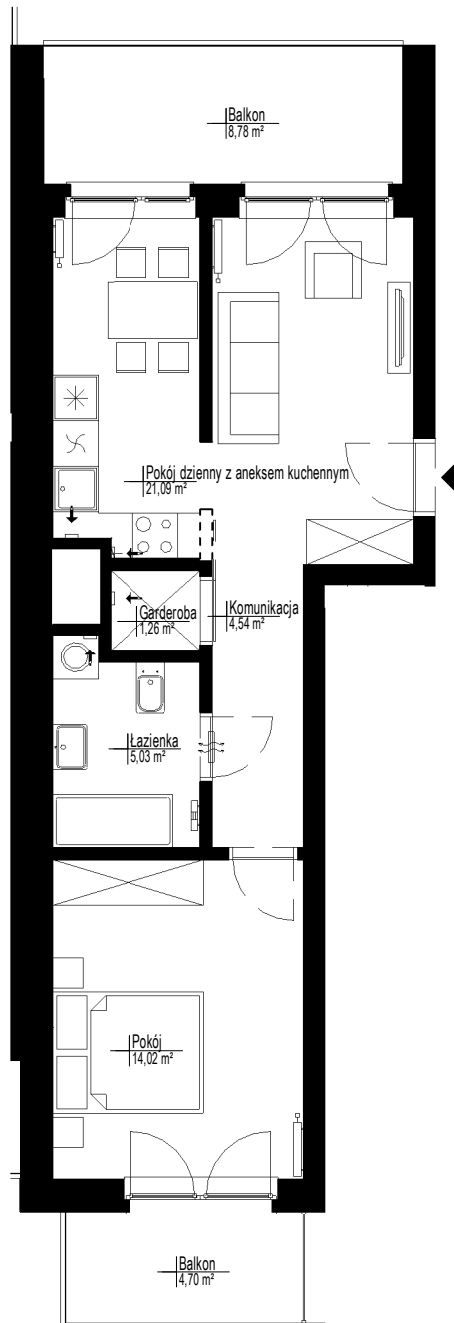 Balkon
8,78 m²
Pokój dzienny z aneksem kuchennym
21,09 m²
Garderoba
1,26 m²
Komunikacja
4,54 m²
Łazienka
5,03 m²
Pokój
14,02 m²
Balkon
4,70 m²